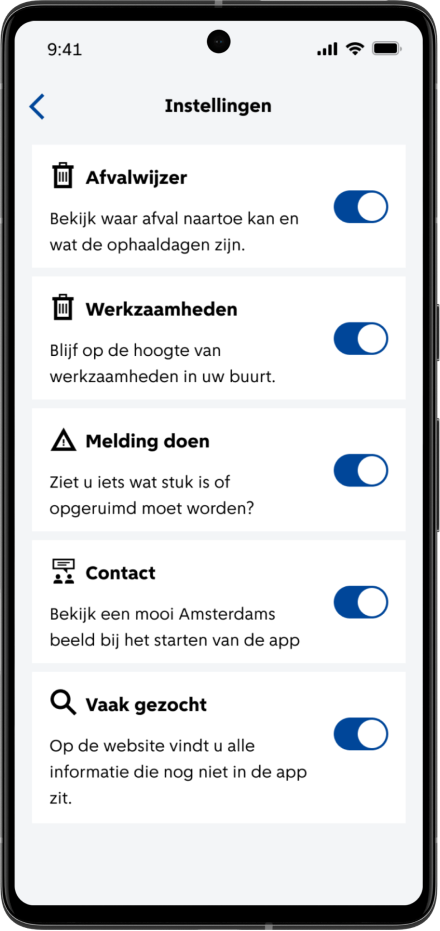 9:41
Instellingen
Afvalwijzer
Bekijk waar afval naartoe kan en
wat de ophaaldagen zijn.
Werkzaamheden
Blijf op de hoogte van
werkzaamheden in uw buurt.
Melding doen
Ziet u iets wat stuk is of
opgeruimd moet worden?
Contact
Bekijk een mooi Amsterdams
beeld bij het starten van de app
Vaak gezocht
Op de website vindt u alle
informatie die nog niet in de app
zit.